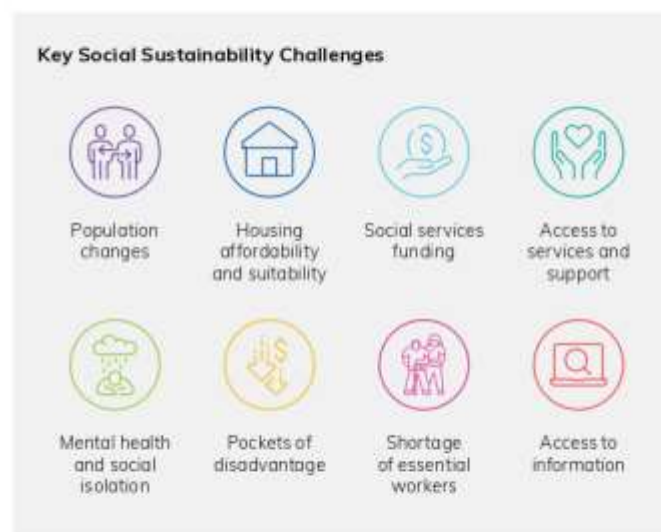 Key Social Sustainability Challenges
Population
changes
Housing
affordability
and suitability
Social services
funding
Access to
services and
support
Mental health
and social
isolation
Pockets of
disadvantage
Shortage
of essential
workers
Access to
information